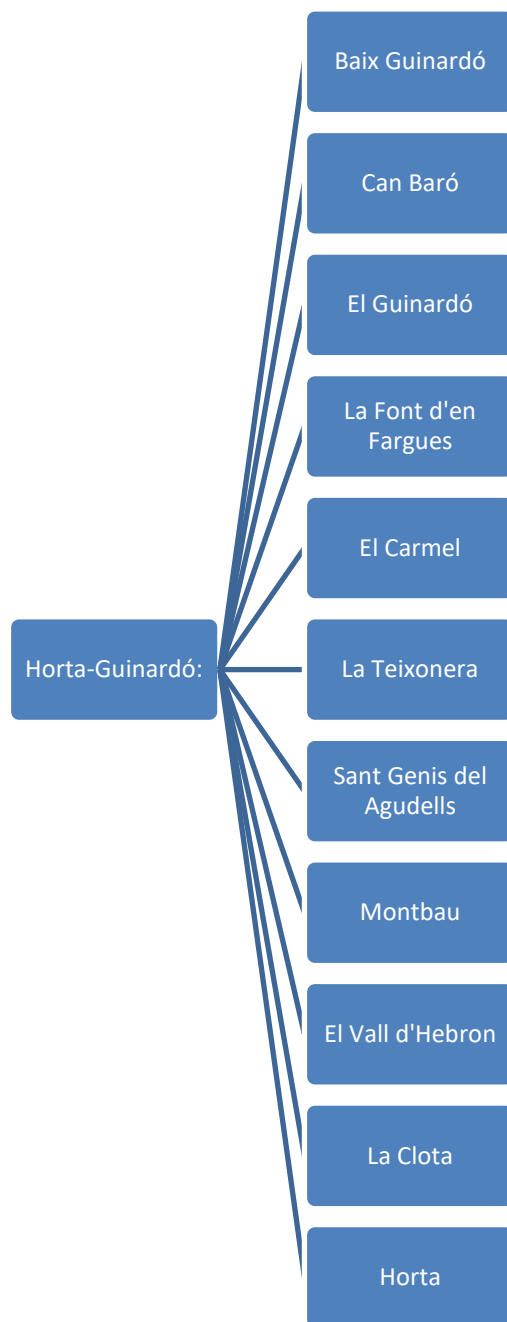 Baix Guinardó
Can Baró
El Guinardó
La Font d'en
Fargues
El Carmel
Horta-Guinardó:
La Teixonera
Sant Genis del
Agudells
Montbau
El Vall d'Hebron
La Clota
Horta